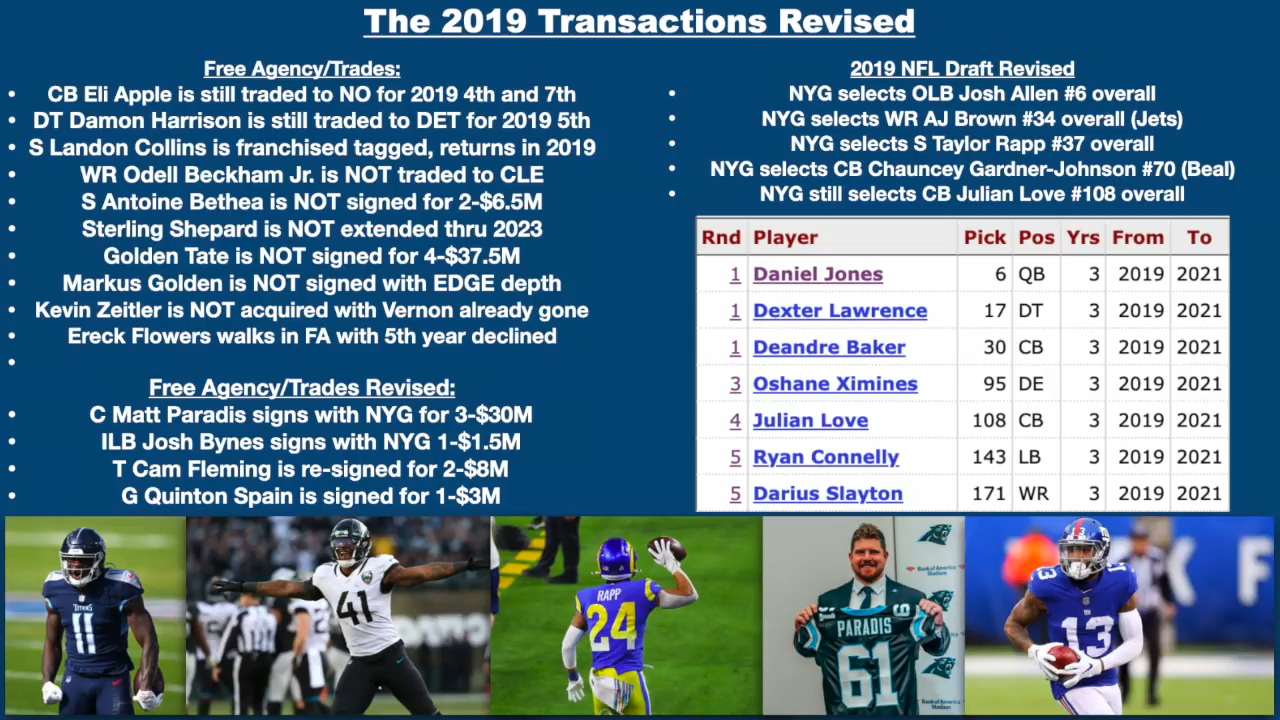 The 2019 Transactions Revised
Free Agency/Trades:
• CB Eli Apple is still traded to NO for 2019 4th and 7th
• DT Damon Harrison is still traded to DET for 2019 5th
• S Landon Collins is franchised tagged, returns in 2019
• WR Odell Beckham Jr. is NOT traded to CLE
• S Antoine Bethea is NOT signed for 2-$6.5M
• Sterling Shepard is NOT extended thru 2023
• Golden Tate is NOT signed for 4-$37.5M
• Markus Golden is NOT signed with EDGE depth
• Kevin Zeitler is NOT acquired with Vernon already gone
• Ereck Flowers walks in FA with 5th year declined
•
Free Agency/Trades Revised:
• C Matt Paradis signs with NYG for 3-$30M
• ILB Josh Bynes signs with NYG 1-$1.5M
• T Cam Fleming is re-signed for 2-$8M
• G Quinton Spain is signed for 1-$3M
2019 NFL Draft Revised
• NYG selects OLB Josh Allen #6 overall
• NYG selects WR AJ Brown #34 overall (Jets)
• NYG selects S Taylor Rapp #37 overall
• NYG selects CB Chauncey Gardner-Johnson #70 (Beal)
• NYG still selects CB Julian Love #108 overall
Rnd Player Pick Pos Yrs From To
1 Daniel Jones 6 QB 3 2019 2021
1 Dexter Lawrence 17 DT 3 2019 2021
1 Deandre Baker 30 CB 3 2019 2021
3 Oshane Ximines 95 DE 3 2019 2021
4 Julian Love 108 CB 3 2019 2021
5 Ryan Connelly 143 LB 3 2019 2021
5 Darius Slayton 171 WR 3 2019 2021
TITANS
11
41
RAPP
24
Bank of America
Stadium
PARADIS
61
13
13